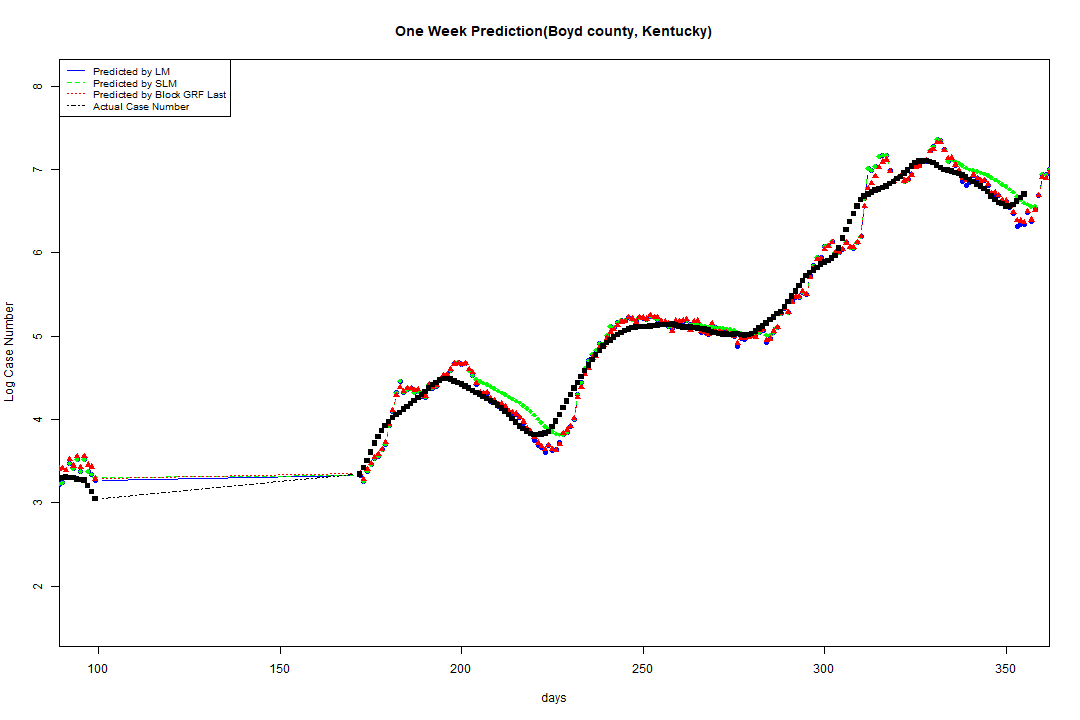 One Week Prediction(Boyd county, Kentucky)
Predicted by LM
Predicted by SLM
Predicted by Block GRF Last
Actual Case Number
8
7
6
5
4
3
2
Log Case Number
100 150 200 250 300 350
days